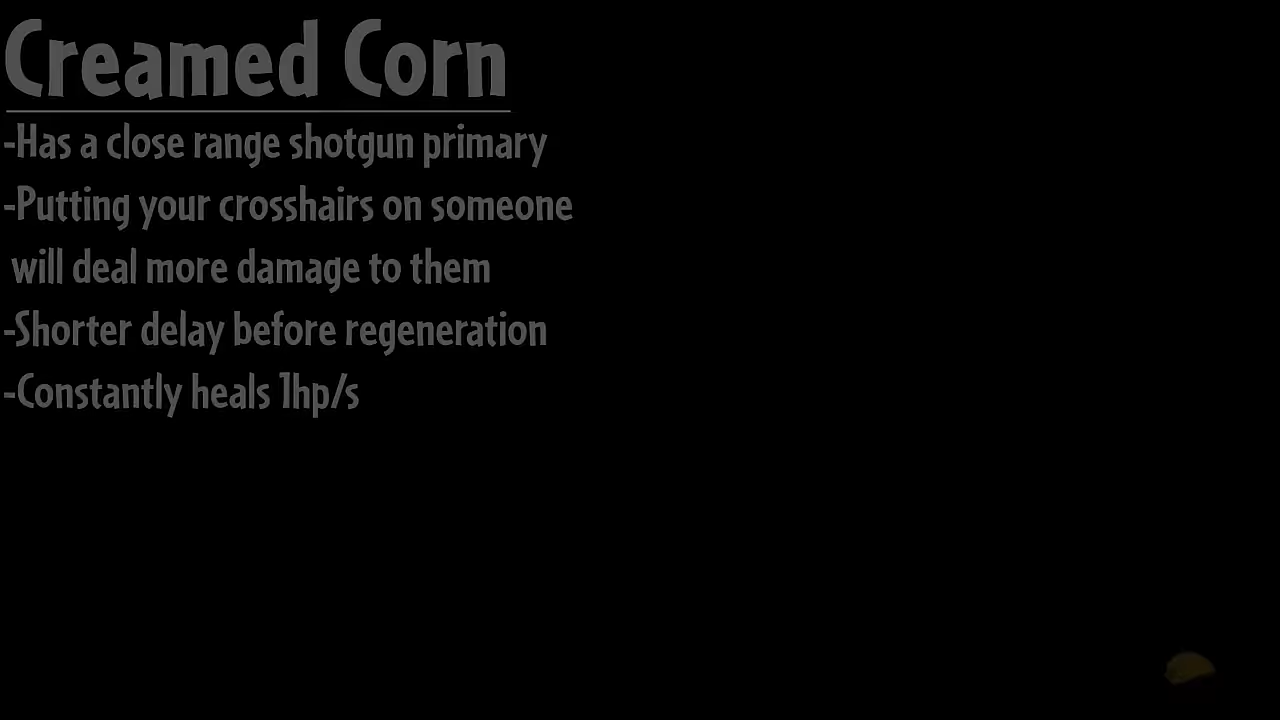 Creamed Corn
-Has a close range shotgun primary
-Putting your crosshairs on someone
will deal more damage to them
-Shorter delay before regeneration
-Constantly heals 1hp/s